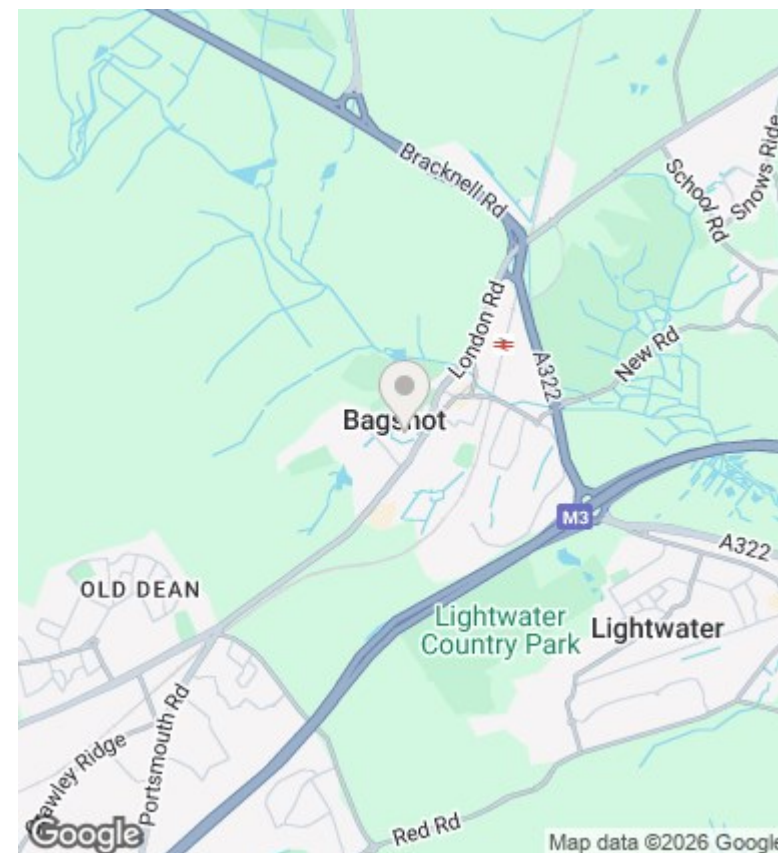 Bracknell Rd
School Rd
Snows Ride
London Rd
A322
New Rd
Bagshot
M3
A322
OLD DEAN
Lightwater
Country Park
Lightwater
Portsmouth Rd
Crawley Ridge
Red Rd
Google
Map data ©2026 Google